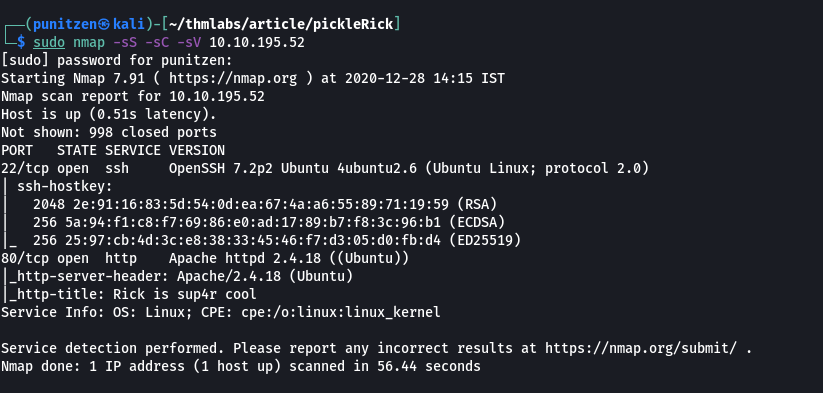 ┌──(punitzen㉿kali)-[~/thmlabs/article/pickleRick]
└─$ sudo nmap -sS -sC -sV 10.10.195.52
[sudo] password for punitzen:
Starting Nmap 7.91 ( https://nmap.org ) at 2020-12-28 14:15 IST
Nmap scan report for 10.10.195.52
Host is up (0.51s latency).
Not shown: 998 closed ports
PORT   STATE SERVICE VERSION
22/tcp open  ssh     OpenSSH 7.2p2 Ubuntu 4ubuntu2.6 (Ubuntu Linux; protocol 2.0)
| ssh-hostkey:
|   2048 2e:91:16:83:5d:54:0d:ea:67:4a:a6:55:89:71:19:59 (RSA)
|   256 5a:94:f1:c8:f7:69:86:e0:ad:17:89:b7:f8:3c:96:b1 (ECDSA)
|_  256 25:97:cb:4d:3c:e8:38:33:45:46:f7:d3:05:d0:fb:d4 (ED25519)
80/tcp open  http    Apache httpd 2.4.18 ((Ubuntu))
|_http-server-header: Apache/2.4.18 (Ubuntu)
|_http-title: Rick is sup4r cool
Service Info: OS: Linux; CPE: cpe:/o:linux:linux_kernel

Service detection performed. Please report any incorrect results at https://nmap.org/submit/ .
Nmap done: 1 IP address (1 host up) scanned in 56.44 seconds